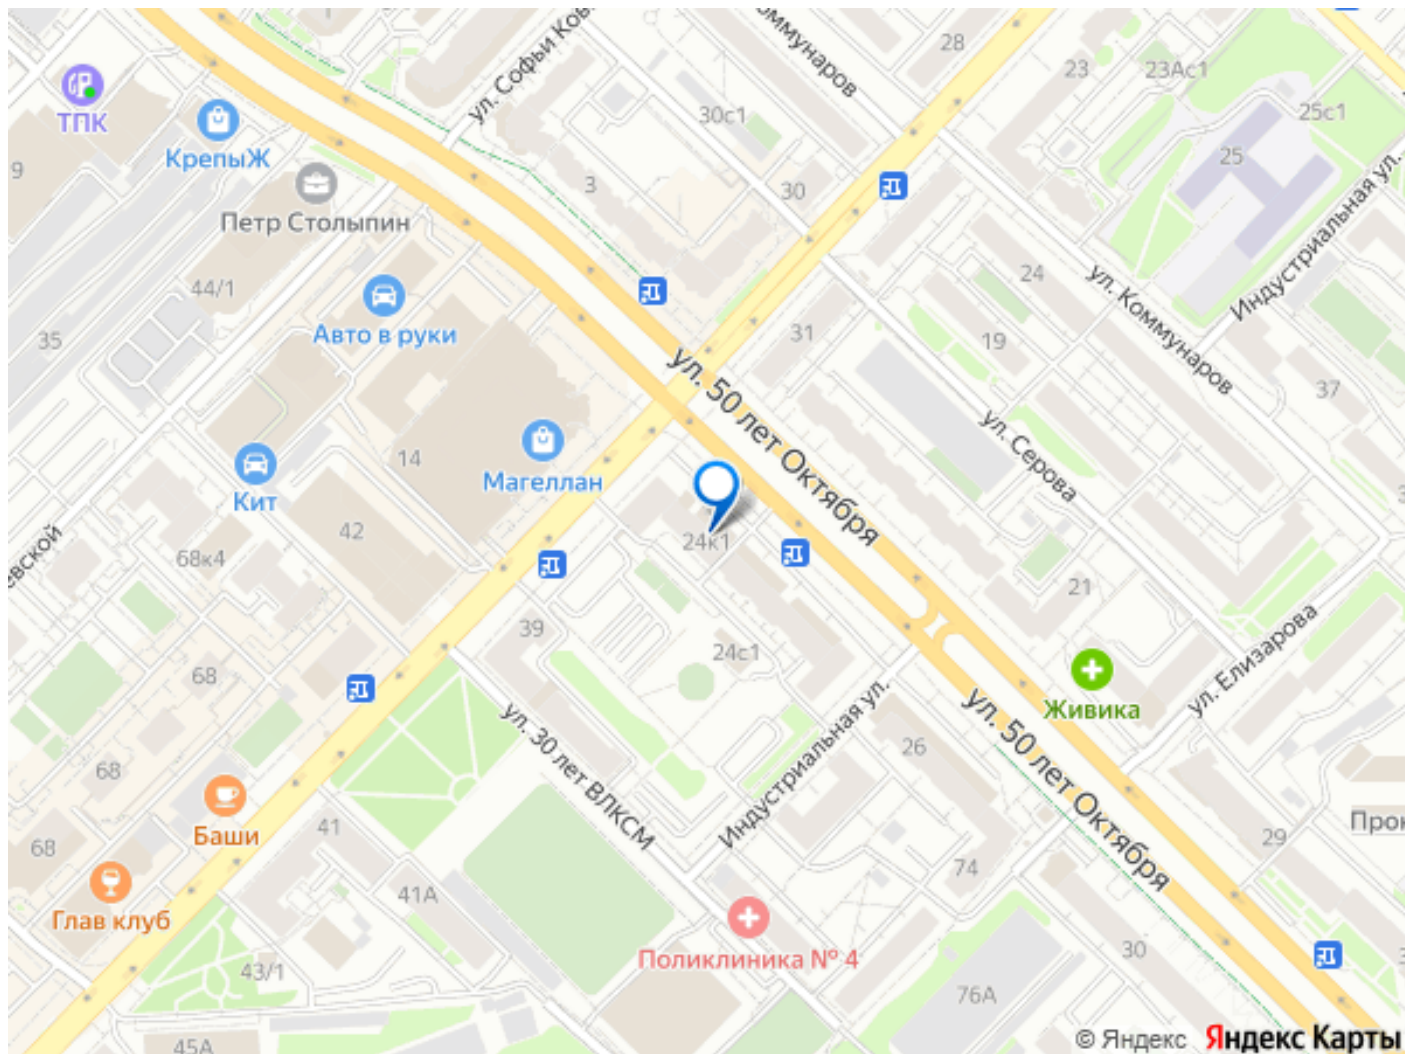 28
ул. Софьи Ков
ммунаров
23
23Ас1
ТПК
30с1
25с1
КрепыЖ
25
9
3
30
Петр Столыпин
Индустриальная ул.
44/1
24
ул. Коммунаров
Авто в руки
31
35
19
ул. 50 лет Октября
37
14
Магеллан
ул. Серова
Кит
42
24к1
68к4
евской
21
39
ул. Елизарова
24с1
68
Живика
ул. 30 лет ВЛКСМ
Индустриальная ул.
26
ул. 50 лет Октября
68
Баши
41
Прок
68
29
74
41А
Глав клуб
30
Поликлиника № 4
43/1
76А
45А
© Яндекс Яндекс Карты